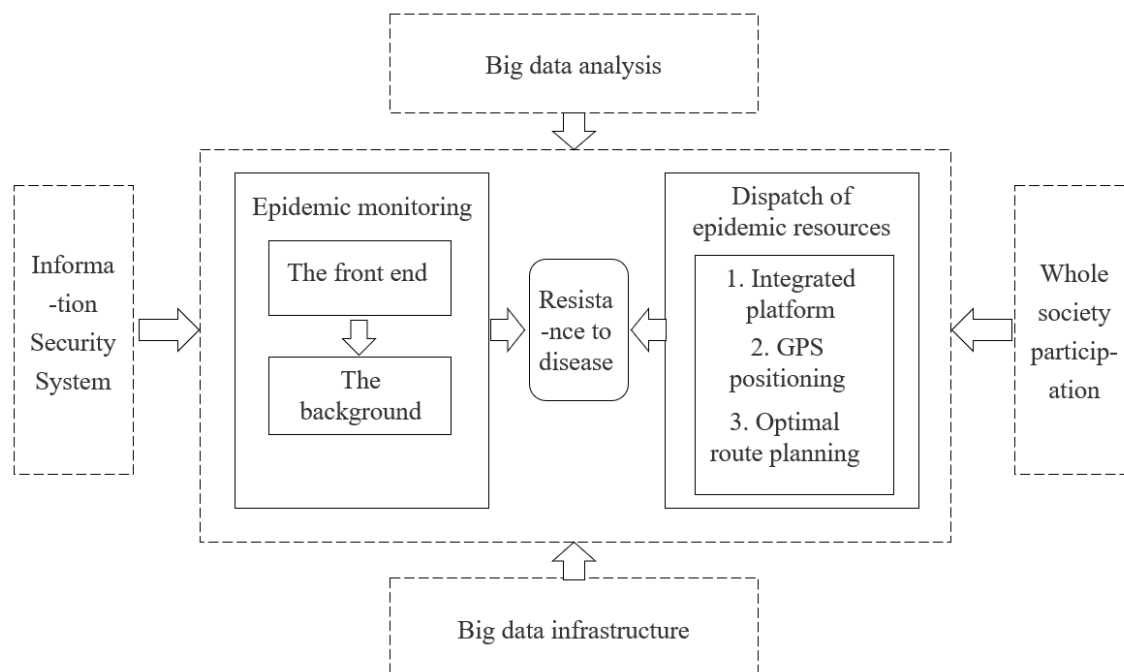 Big data analysis
Informa
-tion
Security
System
Epidemic monitoring
The front end
The
background
Resista
-nce to
disease
Dispatch of
epidemic resources
1. Integrated
platform
2. GPS
positioning
3. Optimal
route planning
Whole
society
particip-
ation
Big data infrastructure